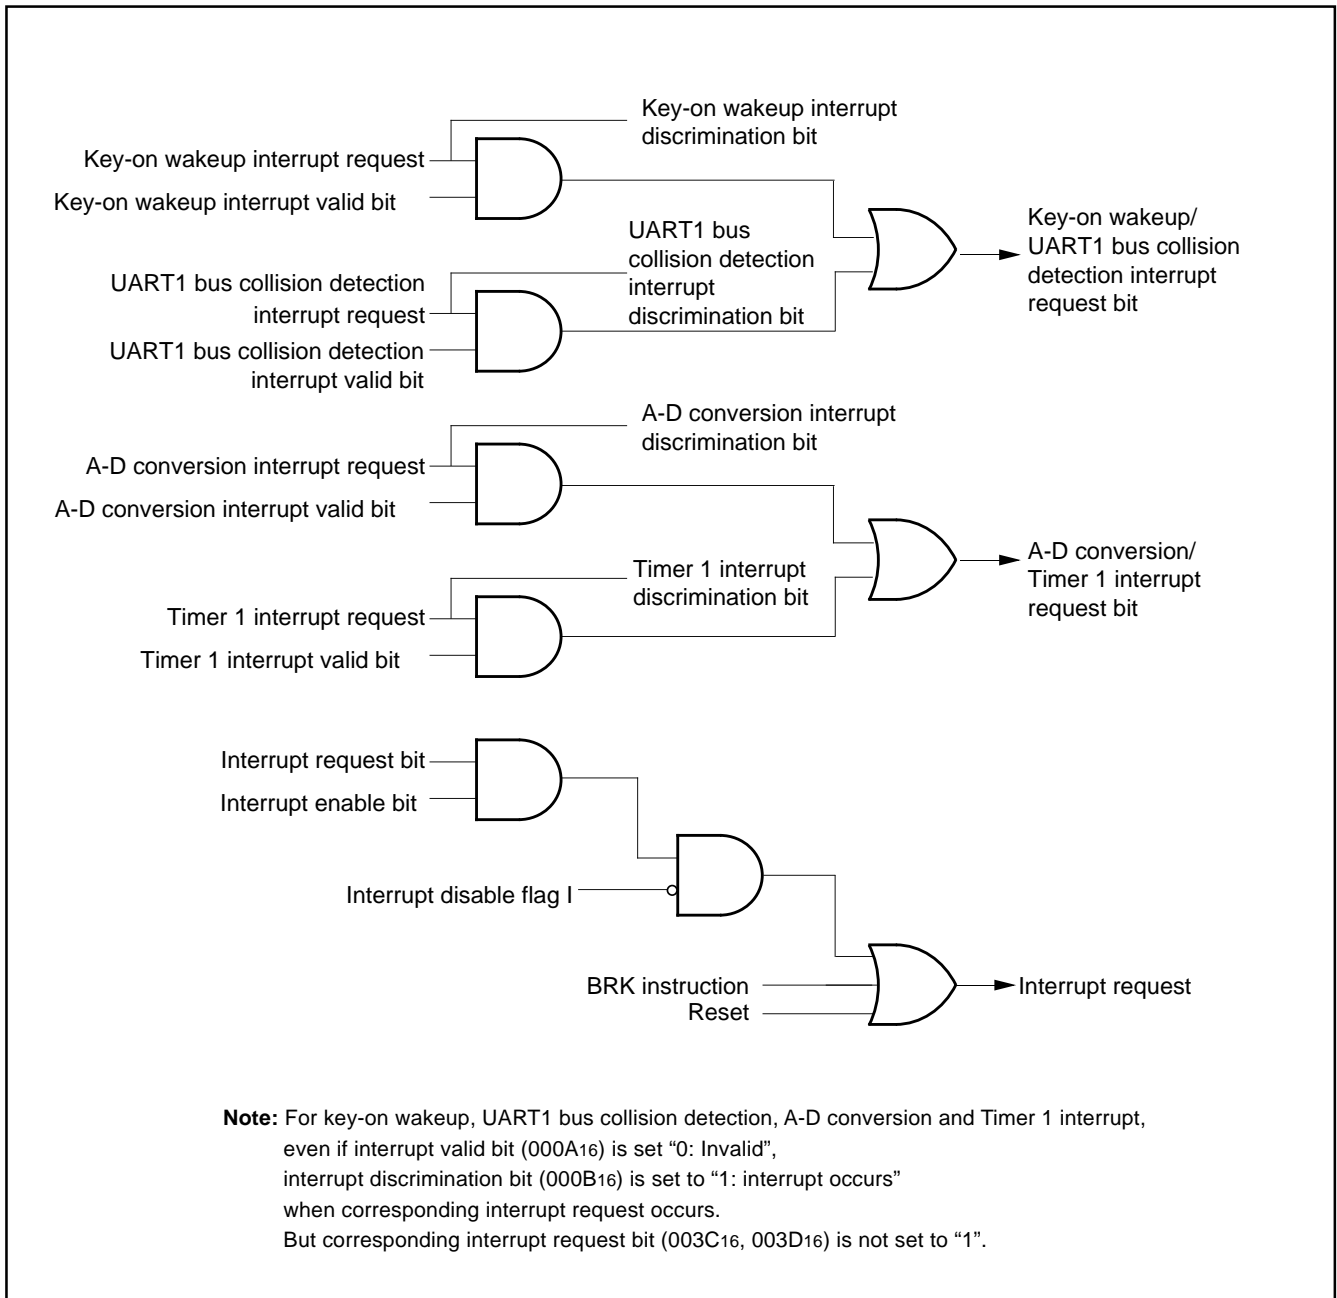 Key-on wakeup interrupt
discrimination bit
Key-on wakeup interrupt request
Key-on wakeup interrupt valid bit
UART1 bus
collision detection
interrupt
discrimination bit
Key-on wakeup/
UART1 bus collision
detection interrupt
request bit
UART1 bus collision detection
interrupt request
UART1 bus collision detection
interrupt valid bit
A-D conversion interrupt
discrimination bit
A-D conversion interrupt request
A-D conversion interrupt valid bit
A-D conversion/
Timer 1 interrupt
request bit
Timer 1 interrupt
discrimination bit
Timer 1 interrupt request
Timer 1 interrupt valid bit
Interrupt request bit
Interrupt enable bit
Interrupt disable flag I
BRK instruction
Reset
Interrupt request
Note: For key-on wakeup, UART1 bus collision detection, A-D conversion and Timer 1 interrupt,
even if interrupt valid bit (000A16) is set “0: Invalid”,
interrupt discrimination bit (000B16) is set to “1: interrupt occurs”
when corresponding interrupt request occurs.
But corresponding interrupt request bit (003C16, 003D16) is not set to “1”.